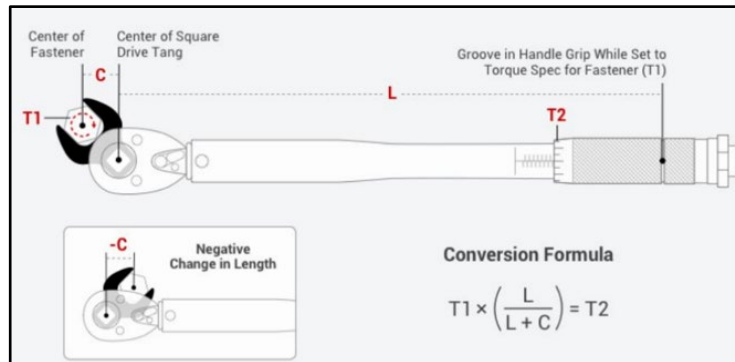 Center of
Fastener
Center of Square
Drive Tang
Groove in Handle Grip While Set to
Torque Spec for Fastener (T1)
C
L
T1
T2
-C
Negative
Change in Length
Conversion Formula
T1 × (L / L + C) = T2